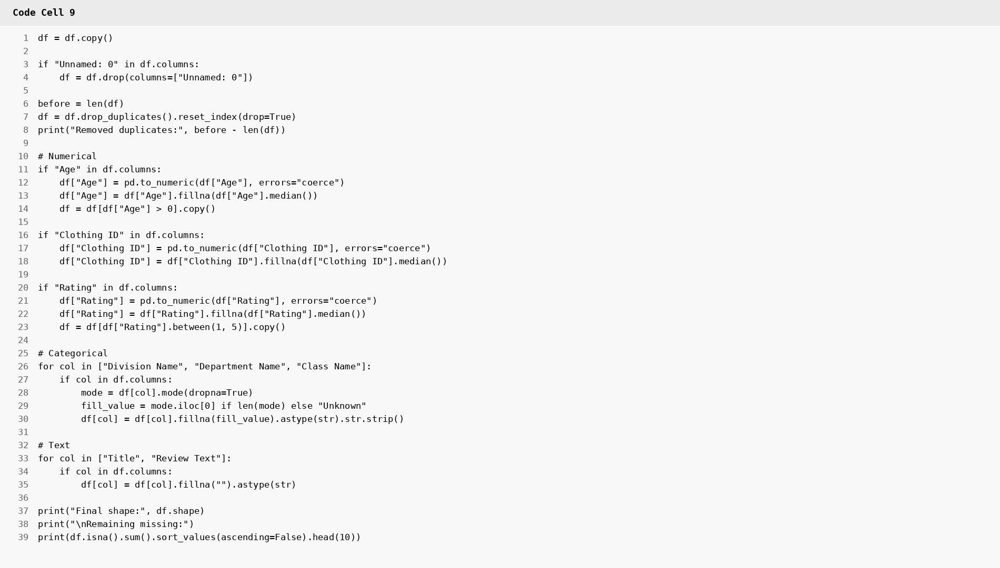 Code Cell 9
1 df = df.copy()
2
3 if "Unnamed: 0" in df.columns:
4     df = df.drop(columns=["Unnamed: 0"])
5
6 before = len(df)
7 df = df.drop_duplicates().reset_index(drop=True)
8 print("Removed duplicates:", before - len(df))
9
10 # Numerical
11 if "Age" in df.columns:
12     df["Age"] = pd.to_numeric(df["Age"], errors="coerce")
13     df["Age"] = df["Age"].fillna(df["Age"].median())
14     df = df[df["Age"] > 0].copy()
15
16 if "Clothing ID" in df.columns:
17     df["Clothing ID"] = pd.to_numeric(df["Clothing ID"], errors="coerce")
18     df["Clothing ID"] = df["Clothing ID"].fillna(df["Clothing ID"].median())
19
20 if "Rating" in df.columns:
21     df["Rating"] = pd.to_numeric(df["Rating"], errors="coerce")
22     df["Rating"] = df["Rating"].fillna(df["Rating"].median())
23     df = df[df["Rating"].between(1, 5)].copy()
24
25 # Categorical
26 for col in ["Division Name", "Department Name", "Class Name"]:
27     if col in df.columns:
28         mode = df[col].mode(dropna=True)
29         fill_value = mode.iloc[0] if len(mode) else "Unknown"
30         df[col] = df[col].fillna(fill_value).astype(str).str.strip()
31
32 # Text
33 for col in ["Title", "Review Text"]:
34     if col in df.columns:
35         df[col] = df[col].fillna("").astype(str)
36
37 print("Final shape:", df.shape)
38 print("\nRemaining missing:")
39 print(df.isna().sum().sort_values(ascending=False).head(10))